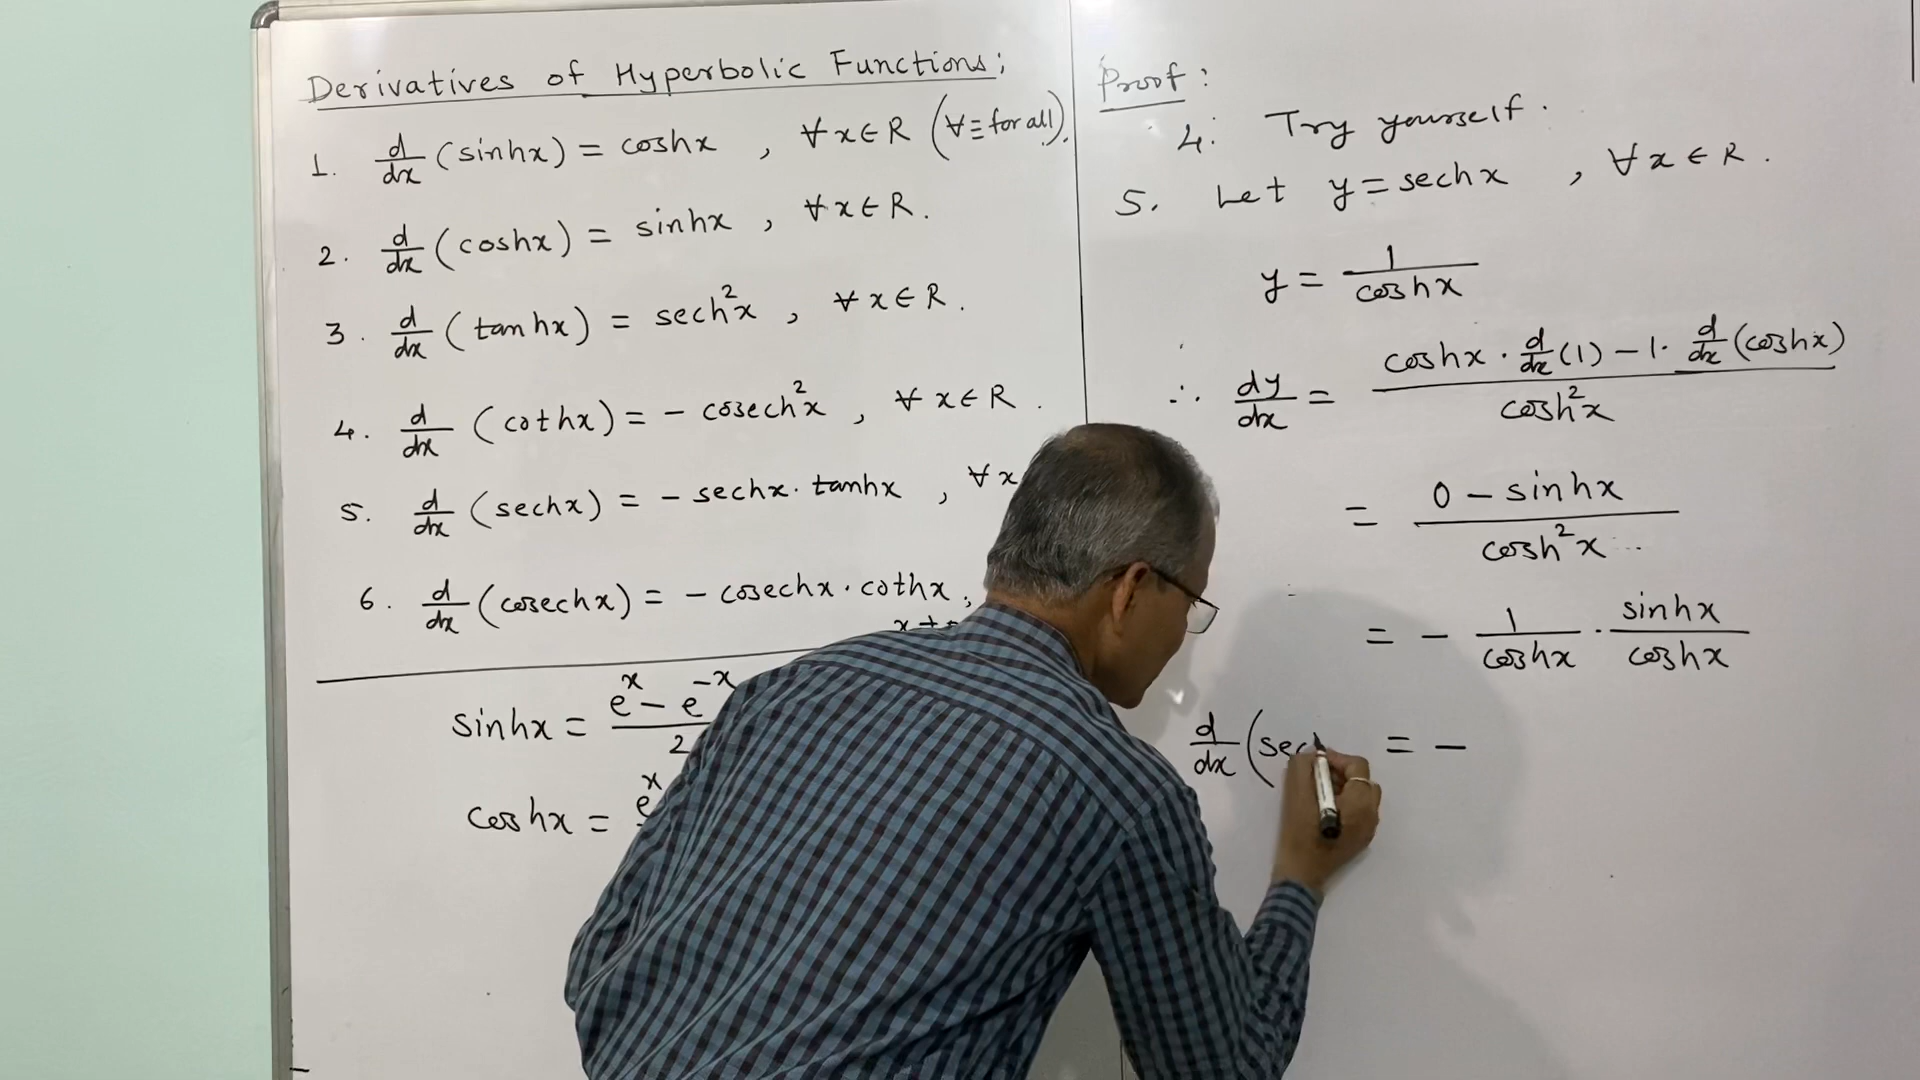 Derivatives of Hyperbolic Functions;
1. d/dx (sinhx) = coshx , ∀ x∈R (∀ ≡ for all).
2. d/dx (coshx) = sinhx , ∀ x∈R.
3. d/dx (tanhx) = sech²x , ∀ x∈R.
4. d/dx (cothx) = - cosech²x , ∀ x∈R.
5. d/dx (sechx) = - sechx · tanhx , ∀ x
6. d/dx (cosechx) = - cosechx · cothx,
sinhx = e^x - e^-x / 2
coshx = e^x
Proof :
4. Try yourself.
5. Let y = sechx , ∀ x ∈ R.
y = 1 / coshx
∴ dy/dx = coshx · d/dx (1) - 1 · d/dx (coshx) / cosh²x
= 0 - sinhx / cosh²x
= - 1/coshx · sinhx/coshx
d/dx (sec = -